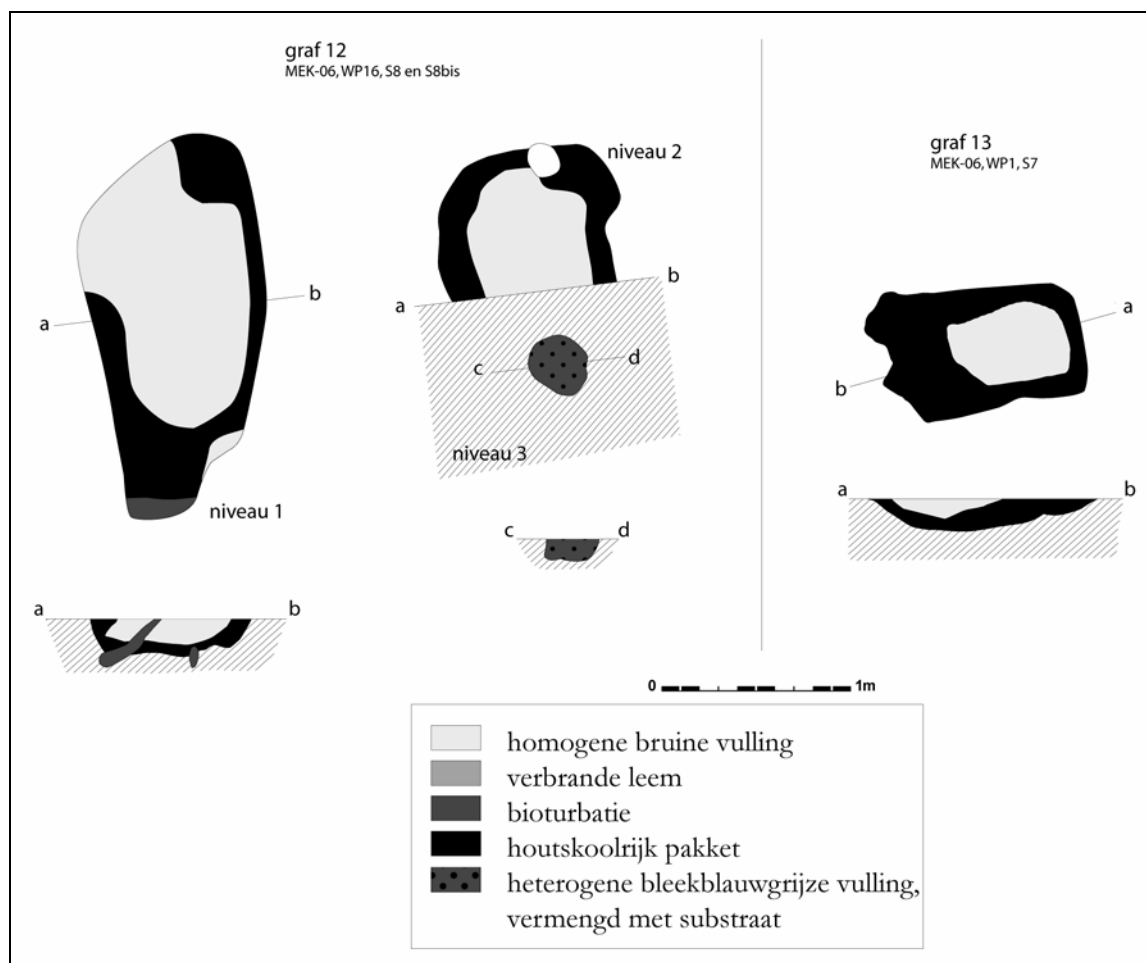 graf 12
MEK-06, WP16, S8 en S8bis
niveau 2
a
b
a
b
c
d
niveau 3
niveau 1
c
d
a
b
graf 13
MEK-06, WP1, S7
a
b
a
b
0
1m
homogene bruine vulling
verbrande leem
bioturbatie
houtskoolrijk pakket
heterogene bleekblauwgrijze vulling,
vermengd met substraat